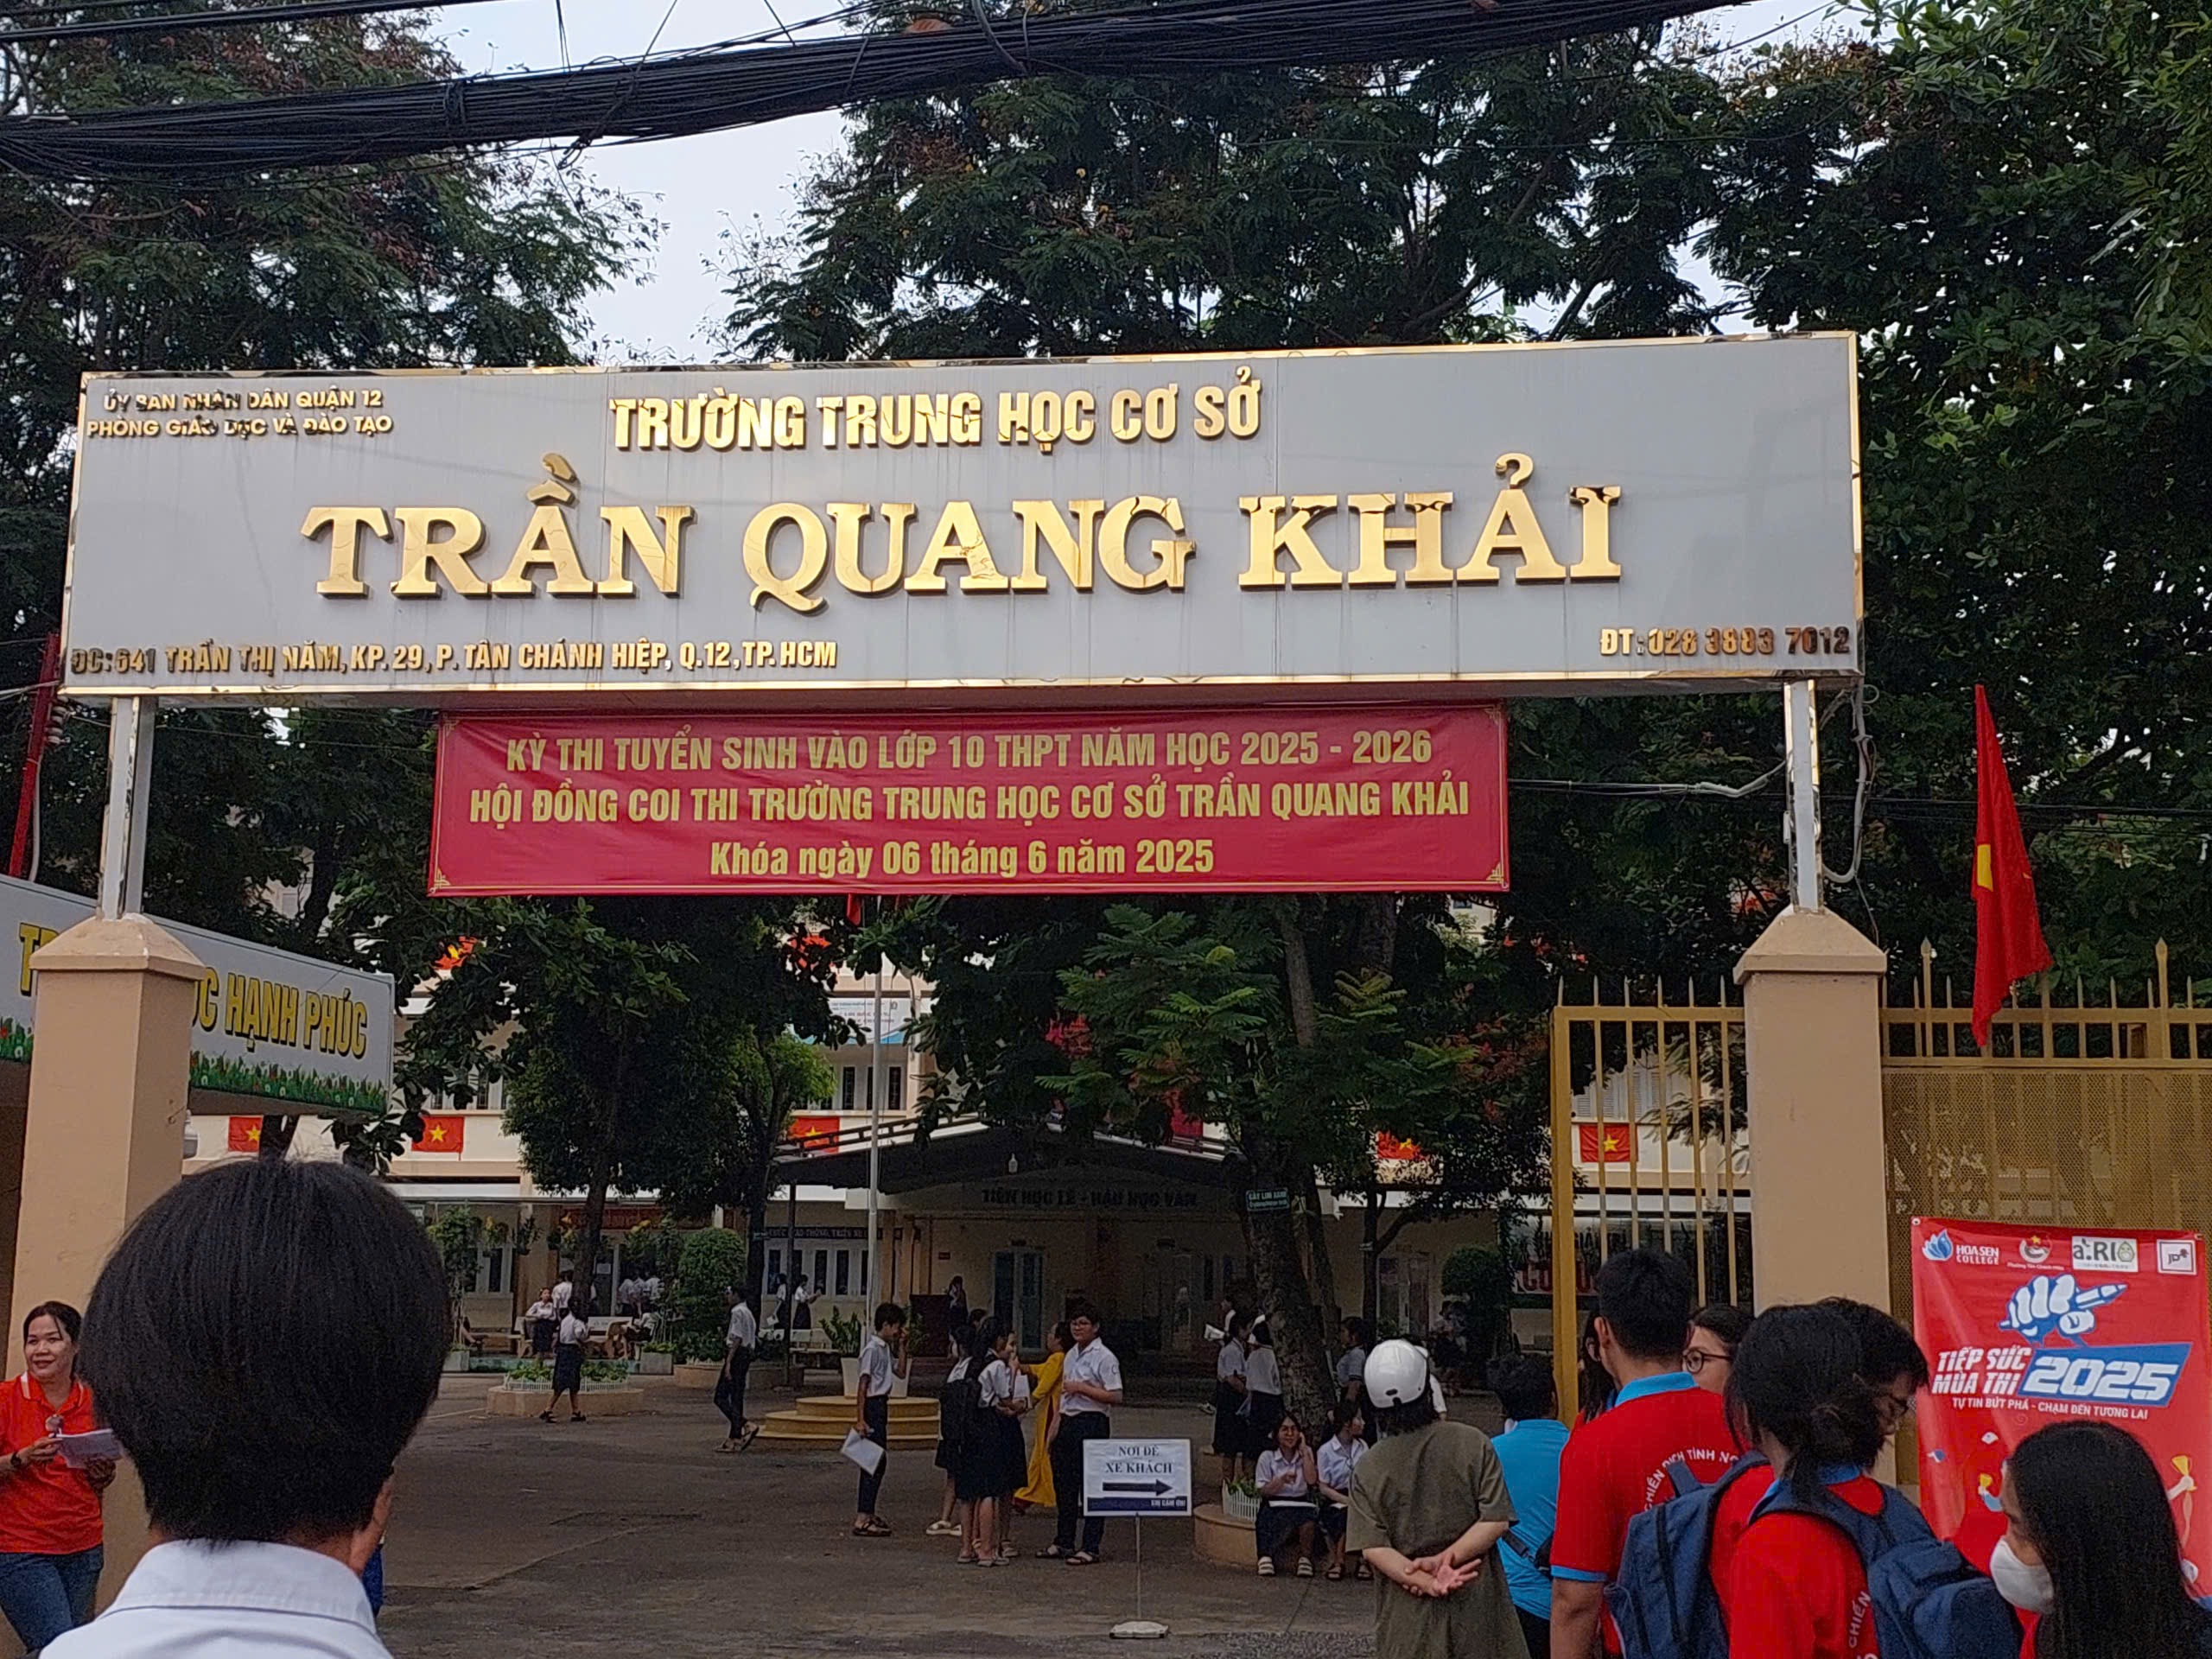 ỦY BAN NHÂN DÂN QUẬN 12
PHÒNG GIÁO DỤC VÀ ĐÀO TẠO
TRƯỜNG TRUNG HỌC CƠ SỞ
TRẦN QUANG KHẢI
ĐC: 641 TRẦN THỊ NĂM, KP. 29, P. TÂN CHÁNH HIỆP, Q.12, TP. HCM
ĐT: 028 3883 7012
KỲ THI TUYỂN SINH VÀO LỚP 10 THPT NĂM HỌC 2025 - 2026
HỘI ĐỒNG COI THI TRƯỜNG TRUNG HỌC CƠ SỞ TRẦN QUANG KHẢI
Khóa ngày 06 tháng 6 năm 2025
HẠNH PHÚC
TIÊN HỌC LỄ - HẬU HỌC VĂN
NƠI ĐỂ
XE KHÁCH
HOA SEN
COLLEGE
a.RIO
TIẾP SỨC
MÙA THI 2025
TỰ TIN BỨT PHÁ - CHẠM ĐẾN TƯƠNG LAI
CHIẾN DỊCH TÌNH
CHIẾN